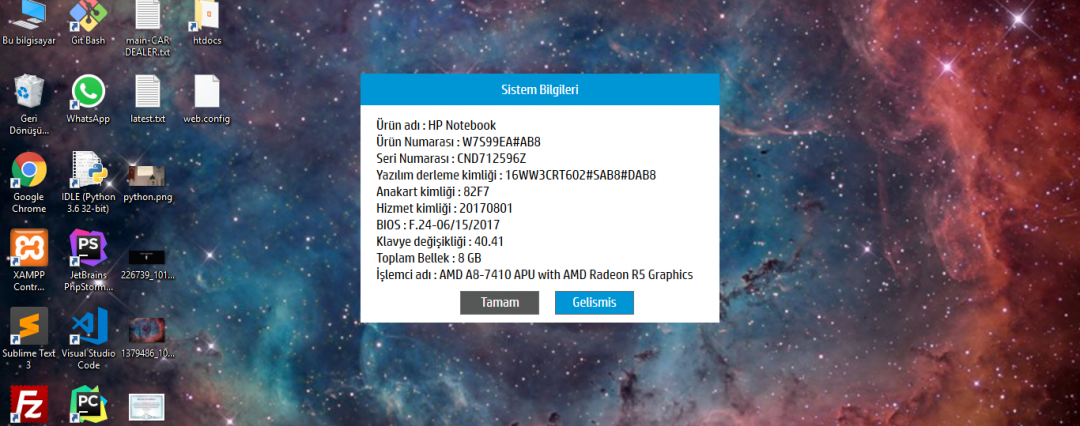 Bu bilgisayar
Git Bash
main-CAR
DEALER.txt
htdocs
Geri
Dönüşü...
WhatsApp
latest.txt
web.config
Google
Chrome
IDLE (Python
3.6 32-bit)
python.png
XAMPP
Contr...
PS
JetBrains
PhpStorm...
226739_101...
Sublime Text
3
Visual Studio
Code
1379486_10...
Fz
PC
Sistem Bilgileri
Ürün adı : HP Notebook
Ürün Numarası : W7S99EA#AB8
Seri Numarası : CND712596Z
Yazılım derleme kimliği : 16WW3CRT602#SAB8#DAB8
Anakart kimliği : 82F7
Hizmet kimliği : 20170801
BIOS : F.24-06/15/2017
Klavye değişikliği : 40.41
Toplam Bellek : 8 GB
İşlemci adı : AMD A8-7410 APU with AMD Radeon R5 Graphics
Tamam
Gelismis